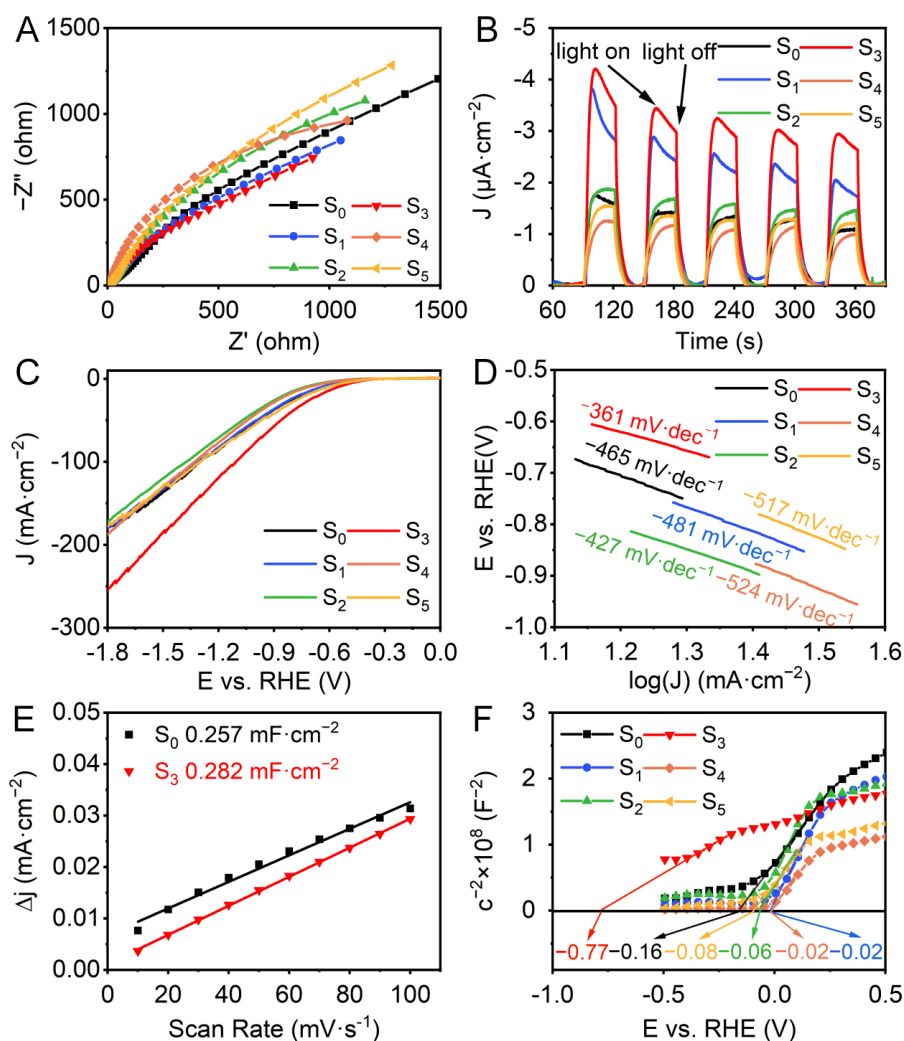 A
1500
1000
500
0
−Z" (ohm)
0 500 1000 1500
Z' (ohm)
S₀ S₃
S₁ S₄
S₂ S₅
B
-5
-4
-3
-2
-1
0
J (µA·cm⁻²)
60 120 180 240 300 360
Time (s)
light on light off
S₀ S₃
S₁ S₄
S₂ S₅
C
0
-100
-200
-300
J (mA·cm⁻²)
-1.8 -1.5 -1.2 -0.9 -0.6 -0.3 0.0
E vs. RHE (V)
S₀ S₃
S₁ S₄
S₂ S₅
D
-0.5
-0.6
-0.7
-0.8
-0.9
-1.0
E vs. RHE(V)
1.1 1.2 1.3 1.4 1.5 1.6
log(J) (mA·cm⁻²)
S₀ S₃
S₁ S₄
S₂ S₅
−361 mV·dec⁻¹
−465 mV·dec⁻¹
−517 mV·dec⁻¹
−481 mV·dec⁻¹
−427 mV·dec⁻¹
−524 mV·dec⁻¹
E
0.05
0.04
0.03
0.02
0.01
0.00
Δj (mA·cm⁻²)
0 20 40 60 80 100
Scan Rate (mV·s⁻¹)
S₀ 0.257 mF·cm⁻²
S₃ 0.282 mF·cm⁻²
F
3
2
1
0
c⁻²×10⁸ (F⁻²)
-1.0 -0.5 0.0 0.5
E vs. RHE (V)
S₀ S₃
S₁ S₄
S₂ S₅
−0.77 −0.16 −0.08 −0.06 −0.02 −0.02